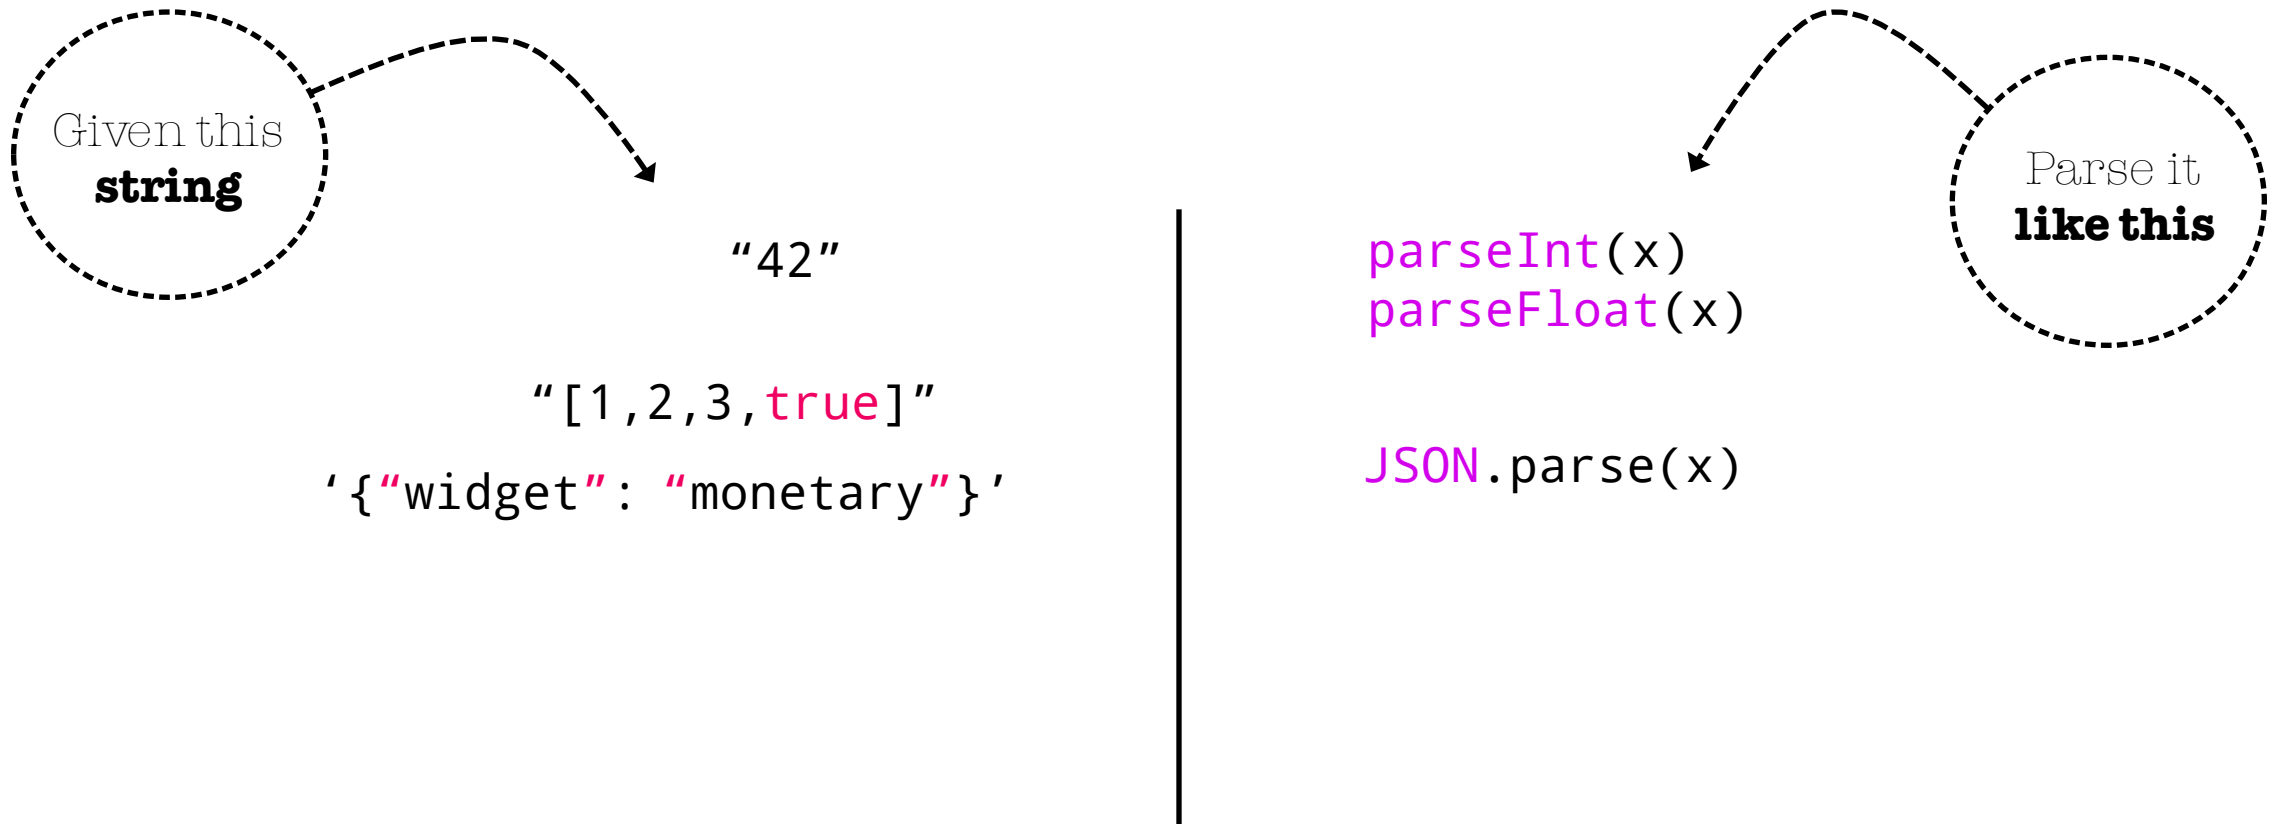 Given this
string
“42”
“[1,2,3,true]”
‘{“widget”: “monetary”}’
parseInt(x)
parseFloat(x)
JSON.parse(x)
Parse it
like this